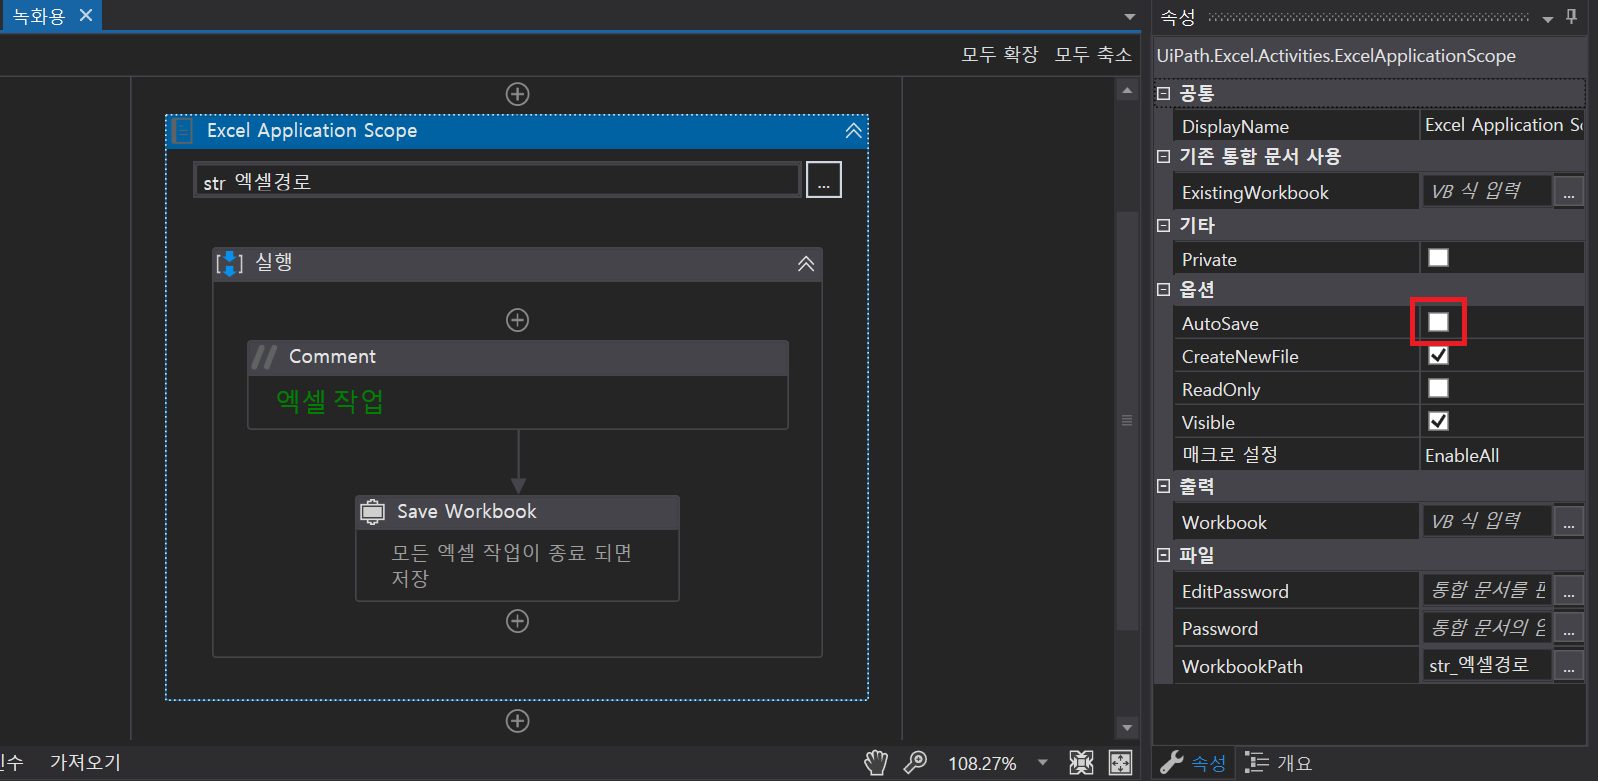 녹화용
모두 확장 모두 축소
Excel Application Scope
str_엑셀경로
...
실행
Comment
엑셀 작업
Save Workbook
모든 엑셀 작업이 종료 되면
저장
가져오기
108.27%
속성
UiPath.Excel.Activities.ExcelApplicationScope
공통
DisplayName Excel Application
기존 통합 문서 사용
ExistingWorkbook VB 식 입력 ...
기타
Private
옵션
AutoSave
CreateNewFile
ReadOnly
Visible
매크로 설정 EnableAll
출력
Workbook VB 식 입력 ...
파일
EditPassword 통합 문서를 ...
Password 통합 문서의 ...
WorkbookPath str_엑셀경로 ...
속성 개요